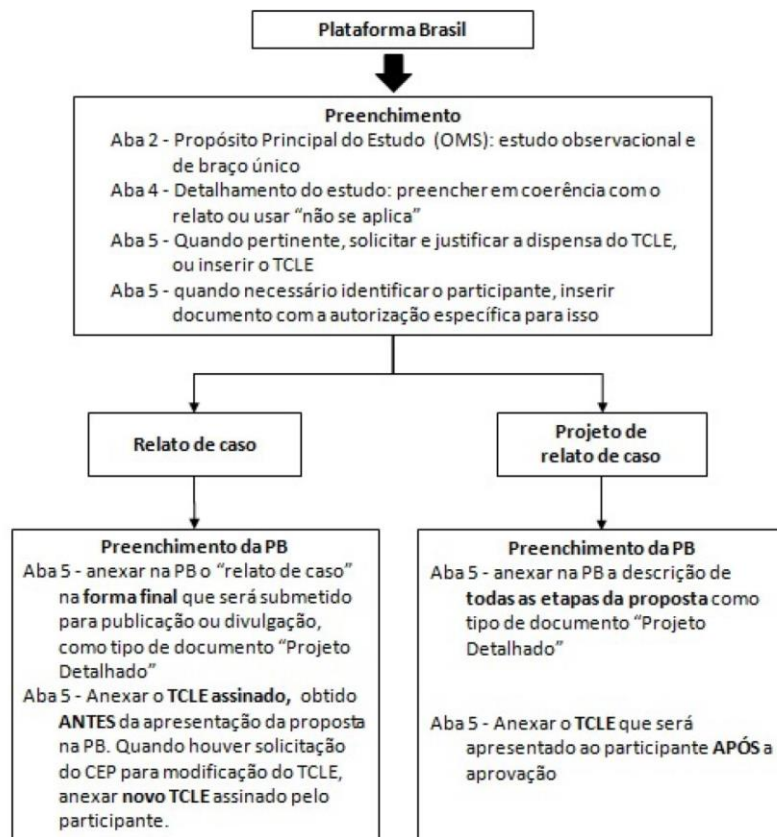 Plataforma Brasil
Preenchimento
Aba 2 - Propósito Principal do Estudo (OMS): estudo observacional e
de braço único
Aba 4 - Detalhamento do estudo: preencher em coerência com o
relato ou usar “não se aplica”
Aba 5 - Quando pertinente, solicitar e justificar a dispensa do TCLE,
ou inserir o TCLE
Aba 5 - quando necessário identificar o participante, inserir
documento com a autorização específica para isso
Relato de caso
Projeto de
relato de caso
Preenchimento da PB
Aba 5 - anexar na PB o “relato de caso”
na forma final que será submetido
para publicação ou divulgação,
como tipo de documento “Projeto
Detalhado”
Aba 5 - Anexar o TCLE assinado, obtido
ANTES da apresentação da proposta
na PB. Quando houver solicitação
do CEP para modificação do TCLE,
anexar novo TCLE assinado pelo
participante.
Preenchimento da PB
Aba 5 - anexar na PB a descrição de
todas as etapas da proposta como
tipo de documento “Projeto
Detalhado”
Aba 5 - Anexar o TCLE que será
apresentado ao participante APÓS a
aprovação